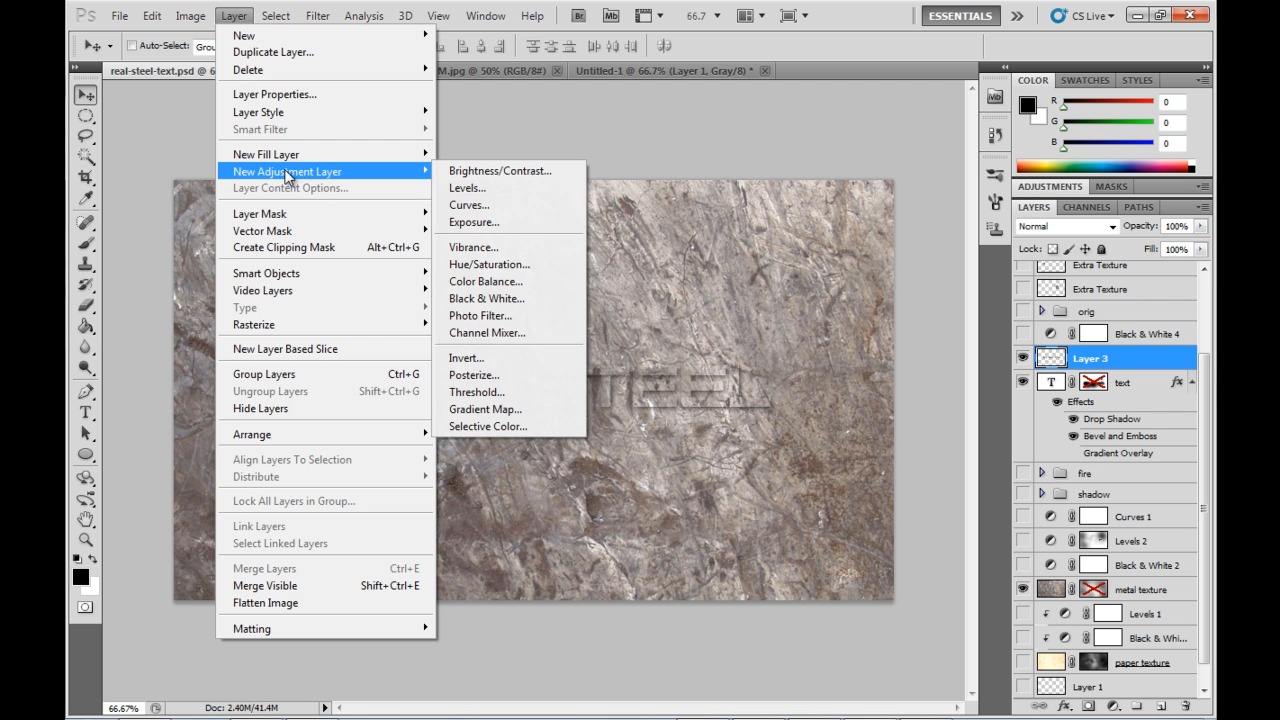 Ps File Edit Image Layer Select Filter Analysis 3D View Window Help Br Mb 66.7 ESSENTIALS CS Live
Auto-Select: Grou
real-steel-text.psd @ 6 M.jpg @ 50% (RGB/8#) Untitled-1 @ 66.7% (Layer 1, Gray/8) *
New
Duplicate Layer...
Delete
Layer Properties...
Layer Style
Smart Filter
New Fill Layer
New Adjustment Layer
Layer Content Options...
Layer Mask
Vector Mask
Create Clipping Mask Alt+Ctrl+G
Smart Objects
Video Layers
Type
Rasterize
New Layer Based Slice
Group Layers Ctrl+G
Ungroup Layers Shift+Ctrl+G
Hide Layers
Arrange
Align Layers To Selection
Distribute
Lock All Layers in Group...
Link Layers
Select Linked Layers
Merge Layers Ctrl+E
Merge Visible Shift+Ctrl+E
Flatten Image
Matting
Brightness/Contrast...
Levels...
Curves...
Exposure...
Vibrance...
Hue/Saturation...
Color Balance...
Black & White...
Photo Filter...
Channel Mixer...
Invert...
Posterize...
Threshold...
Gradient Map...
Selective Color...
STEEL
Mb
COLOR SWATCHES STYLES
R 0
G 0
B 0
ADJUSTMENTS MASKS
LAYERS CHANNELS PATHS
Normal Opacity: 100%
Lock: Fill: 100%
Extra Texture
Extra Texture
orig
Black & White 4
Layer 3
T text fx
Effects
Drop Shadow
Bevel and Emboss
Gradient Overlay
fire
shadow
Curves 1
Levels 2
Black & White 2
metal texture
Levels 1
Black & Whi...
paper texture
Layer 1
fx
66.67% Doc: 2.40M/41.4M